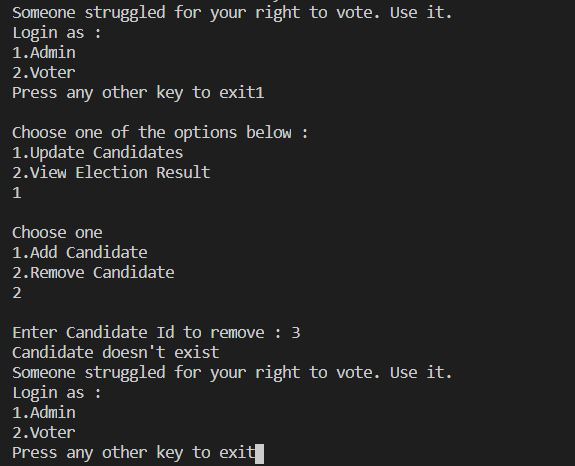 Someone struggled for your right to vote. Use it.
Login as :
1.Admin
2.Voter
Press any other key to exit1
Choose one of the options below :
1.Update Candidates
2.View Election Result
1
Choose one
1.Add Candidate
2.Remove Candidate
2
Enter Candidate Id to remove : 3
Candidate doesn't exist
Someone struggled for your right to vote. Use it.
Login as :
1.Admin
2.Voter
Press any other key to exit